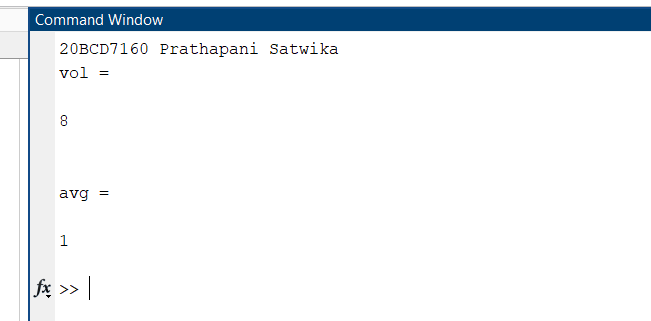 Command Window
20BCD7160 Prathapani Satwika
vol =
8
avg =
1
fx >>